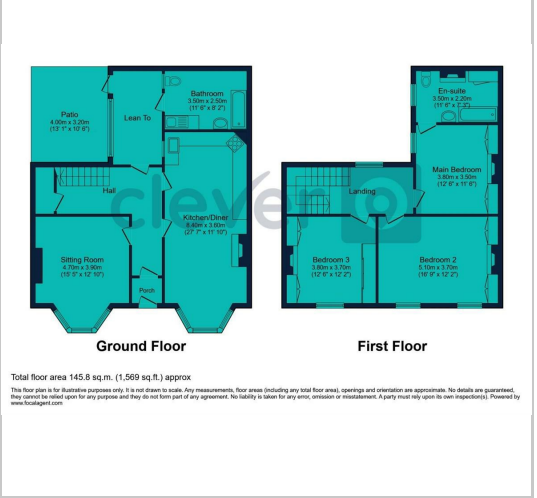 Patio
4.00m x 3.20m
(13' 1" x 10' 6")
Lean To
Bathroom
3.50m x 2.50m
(11' 6" x 8' 2")
Hall
Kitchen/Diner
8.40m x 3.60m
(27' 7" x 11' 10")
Sitting Room
4.70m x 3.90m
(15' 5" x 12' 10")
Porch
En-suite
3.50m x 2.20m
(11' 6" x 7' 3")
Main Bedroom
3.80m x 3.50m
(12' 6" x 11' 6")
Landing
Bedroom 3
3.80m x 3.70m
(12' 6" x 12' 2")
Bedroom 2
5.10m x 3.70m
(16' 9" x 12' 2")
clever
Ground Floor
First Floor
Total floor area 145.8 sq.m. (1,569 sq.ft.) approx
This floor plan is for illustrative purposes only. It is not drawn to scale. Any measurements, floor areas (including any total floor area), openings and orientation are approximate. No details are guaranteed,
they cannot be relied upon for any purpose and they do not form part of any agreement. No liability is taken for any error, omission or misstatement. A party must rely upon its own inspection(s). Powered by
www.focalagent.com